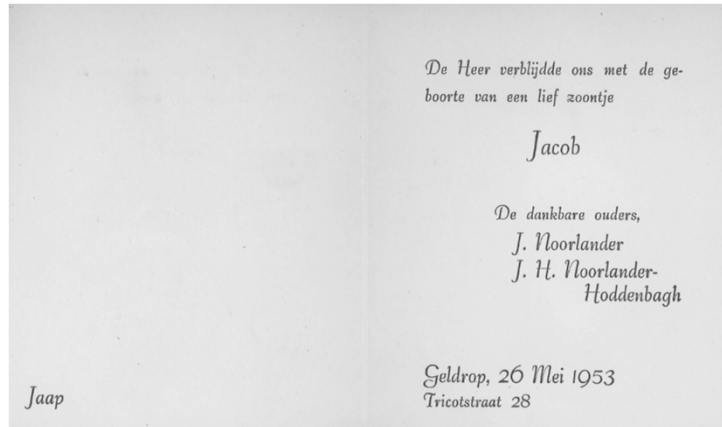 De Heer verblijdde ons met de ge-
boorte van een lief zoontje
Jacob
De dankbare ouders,
J. Noorlander
J. H. Noorlander-
Hoddenbagh
Geldrop, 26 Mei 1953
Tricotstraat 28
Jaap